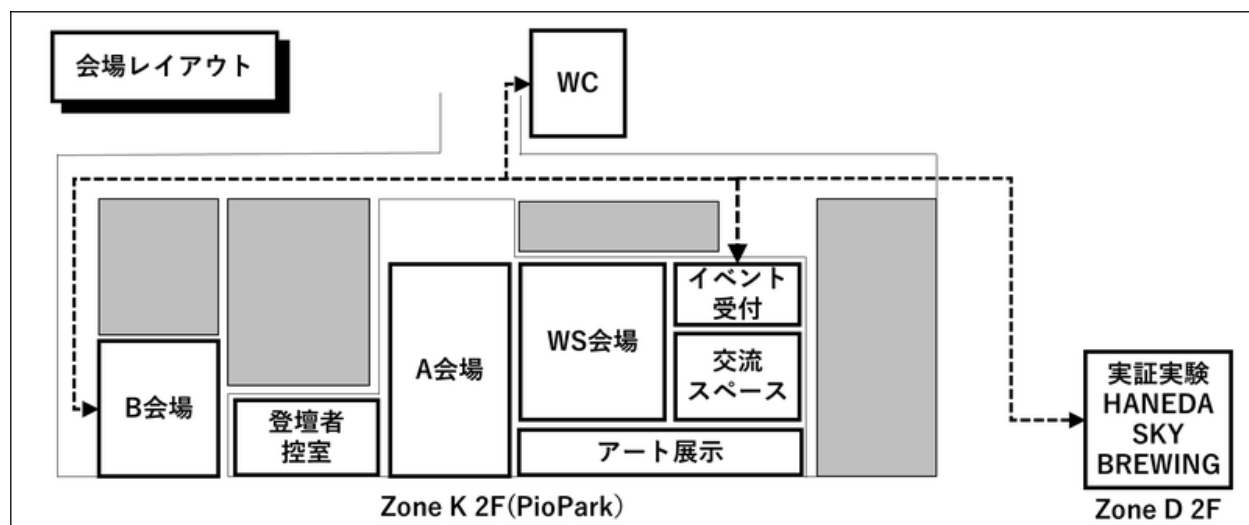 会場レイアウト
WC
イベント
受付
WS会場
A会場
交流
スペース
B会場
登壇者
控室
アート展示
実証実験
HANEDA
SKY
BREWING
Zone K 2F(PioPark)
Zone D 2F